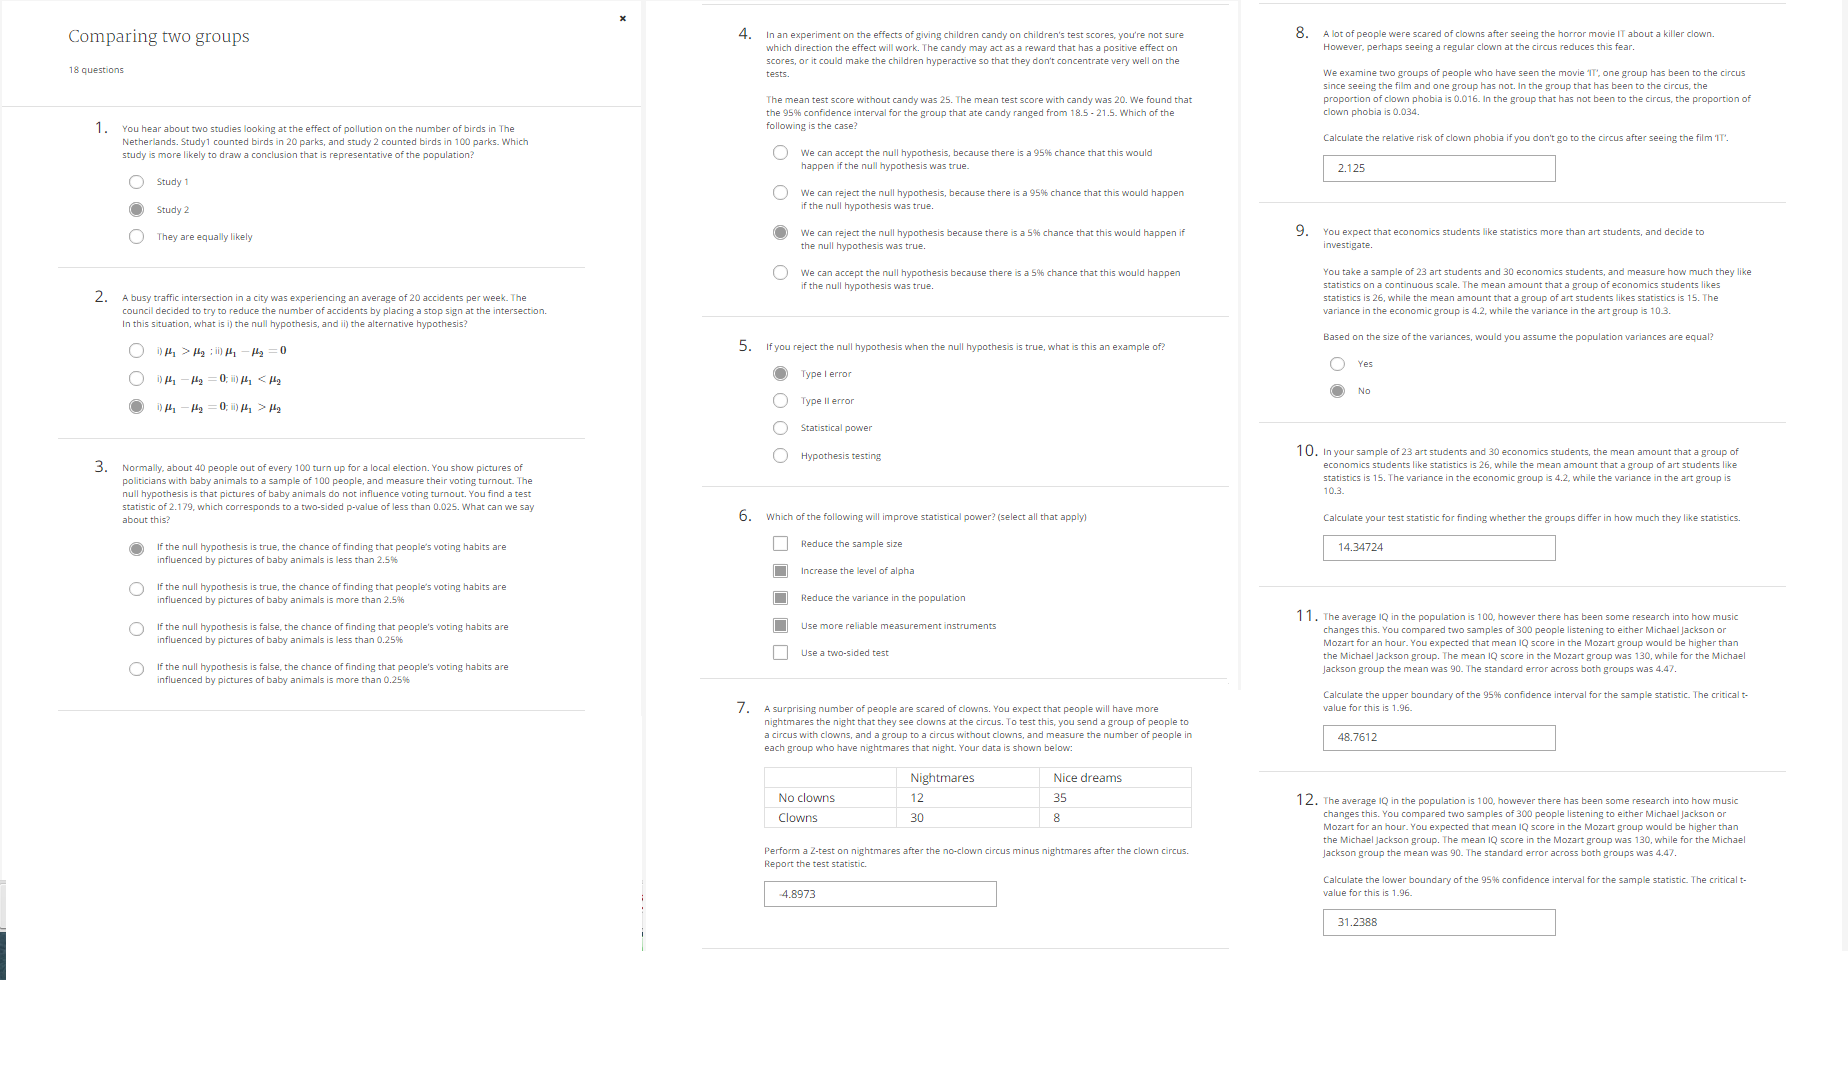 ×
Comparing two groups
18 questions
1. You hear about two studies looking at the effect of pollution on the number of birds in The
Netherlands. Study1 counted birds in 20 parks, and study 2 counted birds in 100 parks. Which
study is more likely to draw a conclusion that is representative of the population?
Study 1
Study 2
They are equally likely
2. A busy traffic intersection in a city was experiencing an average of 20 accidents per week. The
council decided to try to reduce the number of accidents by placing a stop sign at the intersection.
In this situation, what is i) the null hypothesis, and ii) the alternative hypothesis?
i) μ₁ > μ₂ ; ii) μ₁ − μ₂ = 0
i) μ₁ − μ₂ = 0; ii) μ₁ < μ₂
i) μ₁ − μ₂ = 0; ii) μ₁ > μ₂
3. Normally, about 40 people out of every 100 turn up for a local election. You show pictures of
politicians with baby animals to a sample of 100 people, and measure their voting turnout. The
null hypothesis is that pictures of baby animals do not influence voting turnout. You find a test
statistic of 2.179, which corresponds to a two-sided p-value of less than 0.025. What can we say
about this?
If the null hypothesis is true, the chance of finding that people's voting habits are
influenced by pictures of baby animals is less than 2.5%
If the null hypothesis is true, the chance of finding that people's voting habits are
influenced by pictures of baby animals is more than 2.5%
If the null hypothesis is false, the chance of finding that people's voting habits are
influenced by pictures of baby animals is less than 0.25%
If the null hypothesis is false, the chance of finding that people's voting habits are
influenced by pictures of baby animals is more than 0.25%
4. In an experiment on the effects of giving children candy on children's test scores, you're not sure
which direction the effect will work. The candy may act as a reward that has a positive effect on
scores, or it could make the children hyperactive so that they don't concentrate very well on the
tests.
The mean test score without candy was 25. The mean test score with candy was 20. We found that
the 95% confidence interval for the group that ate candy ranged from 18.5 - 21.5. Which of the
following is the case?
We can accept the null hypothesis, because there is a 95% chance that this would
happen if the null hypothesis was true.
We can reject the null hypothesis, because there is a 95% chance that this would happen
if the null hypothesis was true.
We can reject the null hypothesis because there is a 5% chance that this would happen if
the null hypothesis was true.
We can accept the null hypothesis because there is a 5% chance that this would happen
if the null hypothesis was true.
5. If you reject the null hypothesis when the null hypothesis is true, what is this an example of?
Type I error
Type II error
Statistical power
Hypothesis testing
6. Which of the following will improve statistical power? (select all that apply)
Reduce the sample size
Increase the level of alpha
Reduce the variance in the population
Use more reliable measurement instruments
Use a two-sided test
7. A surprising number of people are scared of clowns. You expect that people will have more
nightmares the night that they see clowns at the circus. To test this, you send a group of people to
a circus with clowns, and a group to a circus without clowns, and measure the number of people in
each group who have nightmares that night. Your data is shown below:
Nightmares Nice dreams
No clowns 12 35
Clowns 30 8
Perform a Z-test on nightmares after the no-clown circus minus nightmares after the clown circus.
Report the test statistic.
-4.8973
8. A lot of people were scared of clowns after seeing the horror movie IT about a killer clown.
However, perhaps seeing a regular clown at the circus reduces this fear.
We examine two groups of people who have seen the movie 'IT', one group has been to the circus
since seeing the film and one group has not. In the group that has been to the circus, the
proportion of clown phobia is 0.016. In the group that has not been to the circus, the proportion of
clown phobia is 0.034.
Calculate the relative risk of clown phobia if you don't go to the circus after seeing the film 'IT'.
2.125
9. You expect that economics students like statistics more than art students, and decide to
investigate.
You take a sample of 23 art students and 30 economics students, and measure how much they like
statistics on a continuous scale. The mean amount that a group of economics students likes
statistics is 26, while the mean amount that a group of art students likes statistics is 15. The
variance in the economic group is 4.2, while the variance in the art group is 10.3.
Based on the size of the variances, would you assume the population variances are equal?
Yes
No
10. In your sample of 23 art students and 30 economics students, the mean amount that a group of
economics students like statistics is 26, while the mean amount that a group of art students like
statistics is 15. The variance in the economic group is 4.2, while the variance in the art group is
10.3.
Calculate your test statistic for finding whether the groups differ in how much they like statistics.
14.34724
11. The average IQ in the population is 100, however there has been some research into how music
changes this. You compared two samples of 300 people listening to either Michael Jackson or
Mozart for an hour. You expected that mean IQ score in the Mozart group would be higher than
the Michael Jackson group. The mean IQ score in the Mozart group was 130, while for the Michael
Jackson group the mean was 90. The standard error across both groups was 4.47.
Calculate the upper boundary of the 95% confidence interval for the sample statistic. The critical t-
value for this is 1.96.
48.7612
12. The average IQ in the population is 100, however there has been some research into how music
changes this. You compared two samples of 300 people listening to either Michael Jackson or
Mozart for an hour. You expected that mean IQ score in the Mozart group would be higher than
the Michael Jackson group. The mean IQ score in the Mozart group was 130, while for the Michael
Jackson group the mean was 90. The standard error across both groups was 4.47.
Calculate the lower boundary of the 95% confidence interval for the sample statistic. The critical t-
value for this is 1.96.
31.2388